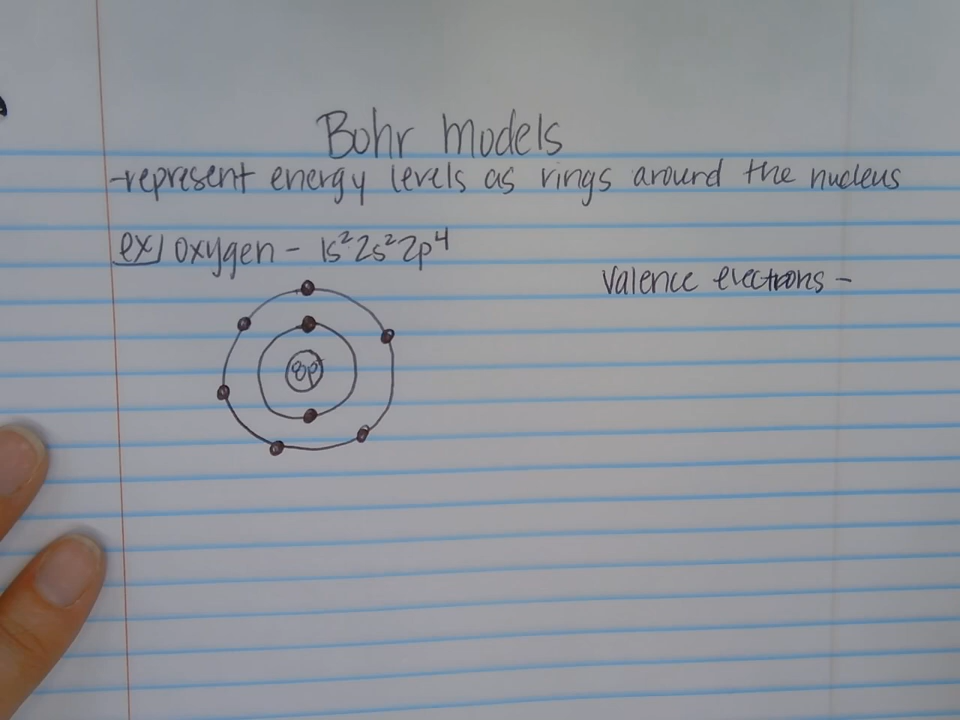 Bohr Models
-represent energy levels as rings around the nucleus
ex) oxygen - 1s²2s²2p⁴
Valence electrons -
8p⁺